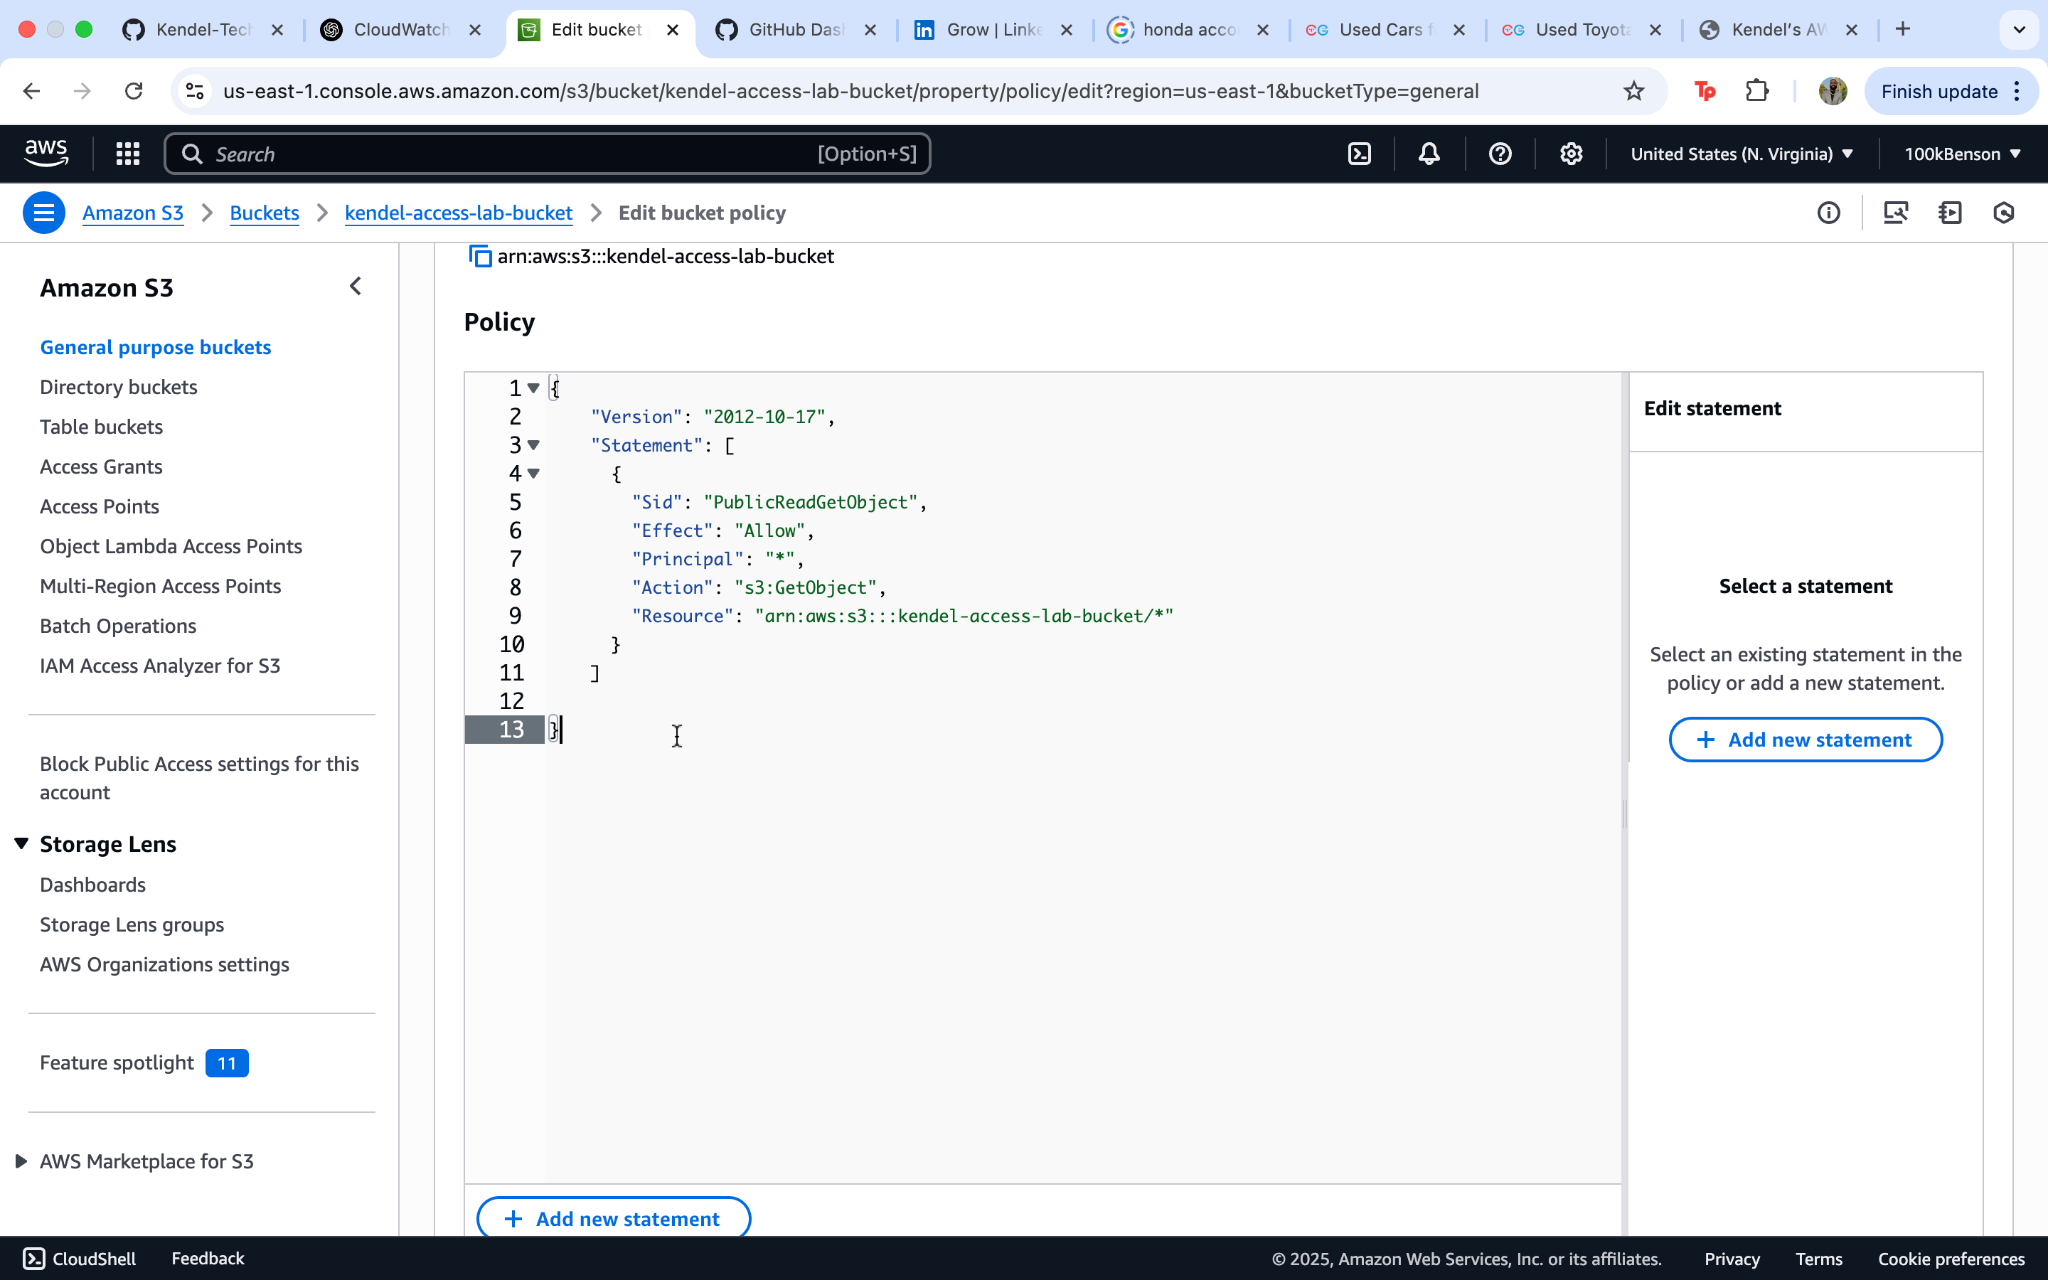 Kendel-Tech
CloudWatch
Edit bucket
GitHub Das
Grow | Linke
honda acco
Used Cars f
Used Toyota
Kendel's AW
us-east-1.console.aws.amazon.com/s3/bucket/kendel-access-lab-bucket/property/policy/edit?region=us-east-1&bucketType=general
Tp
Finish update
aws
Search
[Option+S]
United States (N. Virginia)
100kBenson
Amazon S3
Buckets
kendel-access-lab-bucket
Edit bucket policy
Amazon S3
General purpose buckets
Directory buckets
Table buckets
Access Grants
Access Points
Object Lambda Access Points
Multi-Region Access Points
Batch Operations
IAM Access Analyzer for S3
Block Public Access settings for this
account
Storage Lens
Dashboards
Storage Lens groups
AWS Organizations settings
Feature spotlight 11
AWS Marketplace for S3
arn:aws:s3:::kendel-access-lab-bucket
Policy
1 {
2 "Version": "2012-10-17",
3 "Statement": [
4 {
5 "Sid": "PublicReadGetObject",
6 "Effect": "Allow",
7 "Principal": "*",
8 "Action": "s3:GetObject",
9 "Resource": "arn:aws:s3:::kendel-access-lab-bucket/*"
10 }
11 ]
12
13 }
+ Add new statement
Edit statement
Select a statement
Select an existing statement in the
policy or add a new statement.
+ Add new statement
CloudShell
Feedback
© 2025, Amazon Web Services, Inc. or its affiliates.
Privacy
Terms
Cookie preferences